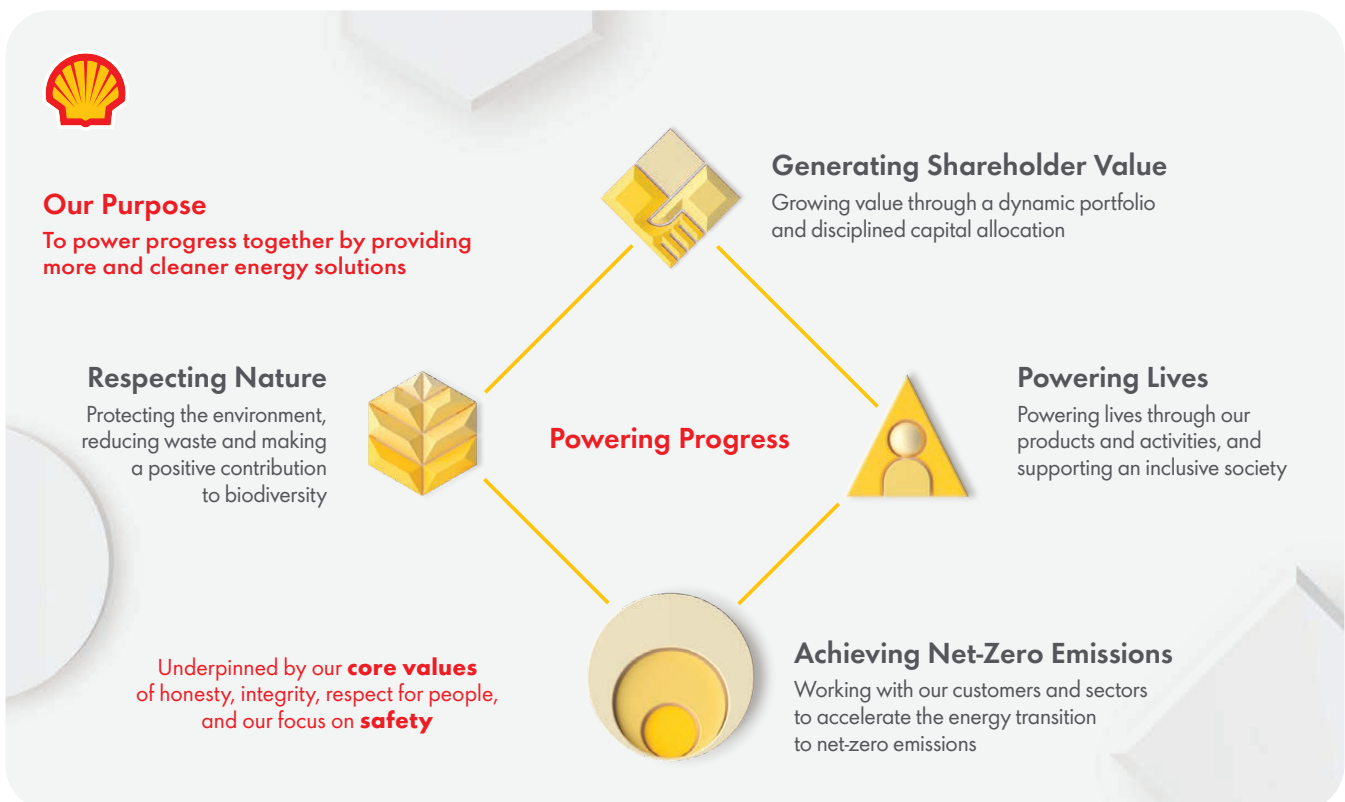 Our Purpose
To power progress together by providing
more and cleaner energy solutions
Generating Shareholder Value
Growing value through a dynamic portfolio
and disciplined capital allocation
Respecting Nature
Protecting the environment,
reducing waste and making
a positive contribution
to biodiversity
Powering Progress
Powering Lives
Powering lives through our
products and activities, and
supporting an inclusive society
Underpinned by our core values
of honesty, integrity, respect for people,
and our focus on safety
Achieving Net-Zero Emissions
Working with our customers and sectors
to accelerate the energy transition
to net-zero emissions